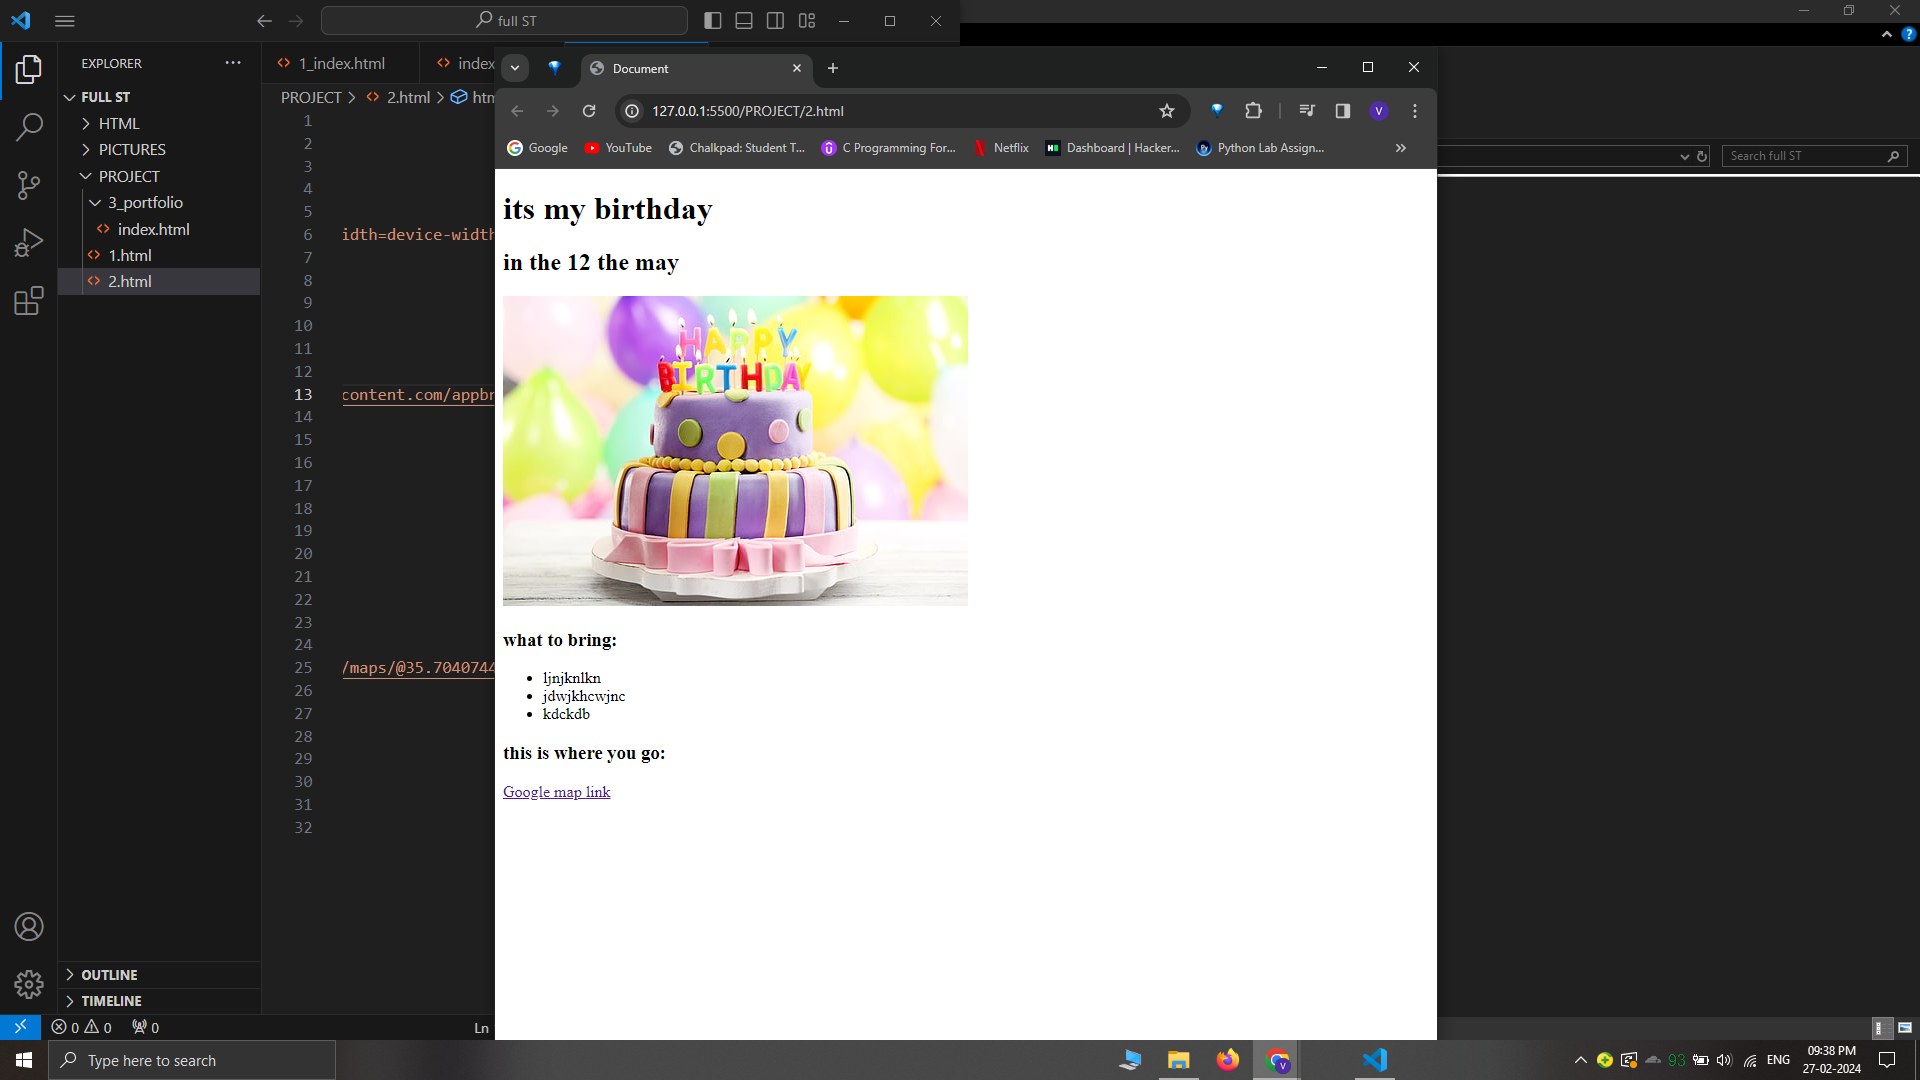 full ST
EXPLORER
FULL ST
HTML
PICTURES
PROJECT
3_portfolio
index.html
1.html
2.html
OUTLINE
TIMELINE
1_index.html
index
PROJECT > 2.html > htm
1
2
3
4
5
6 idth=device-width
7
8
9
10
11
12
13 content.com/appbr
14
15
16
17
18
19
20
21
22
23
24
25 /maps/@35.7040744
26
27
28
29
30
31
32
0 0 0
Ln
Document
127.0.0.1:5500/PROJECT/2.html
V
Google
YouTube
Chalkpad: Student T...
C Programming For...
Netflix
Dashboard | Hacker...
Python Lab Assign...
Search full ST
its my birthday
in the 12 the may
HAPPY
BIRTHDAY
what to bring:
ljnjknlkn
jdwjkhcwjnc
kdckdb
this is where you go:
Google map link
Type here to search
93
ENG
09:38 PM
27-02-2024